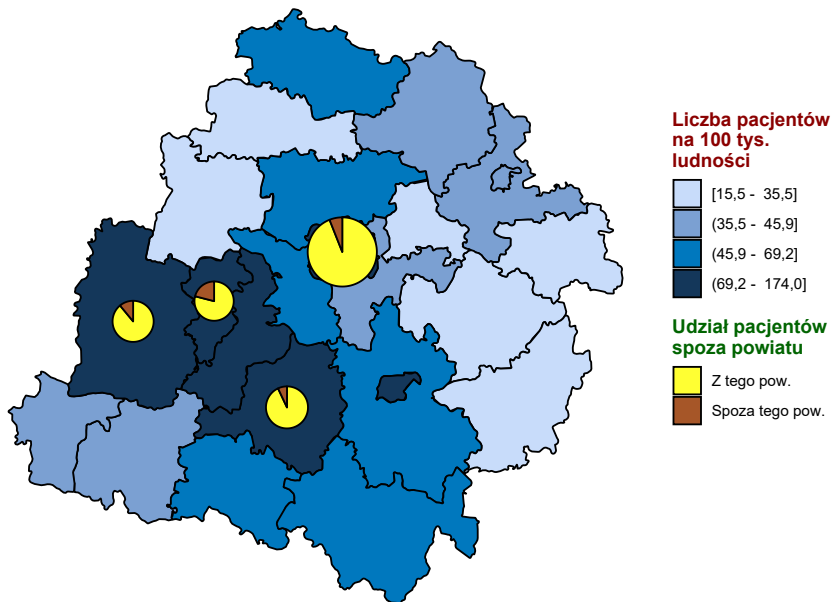 Liczba pacjentów
na 100 tys.
ludności
[15,5 - 35,5]
(35,5 - 45,9]
(45,9 - 69,2]
(69,2 - 174,0]
Udział pacjentów
spoza powiatu
Z tego pow.
Spoza tego pow.